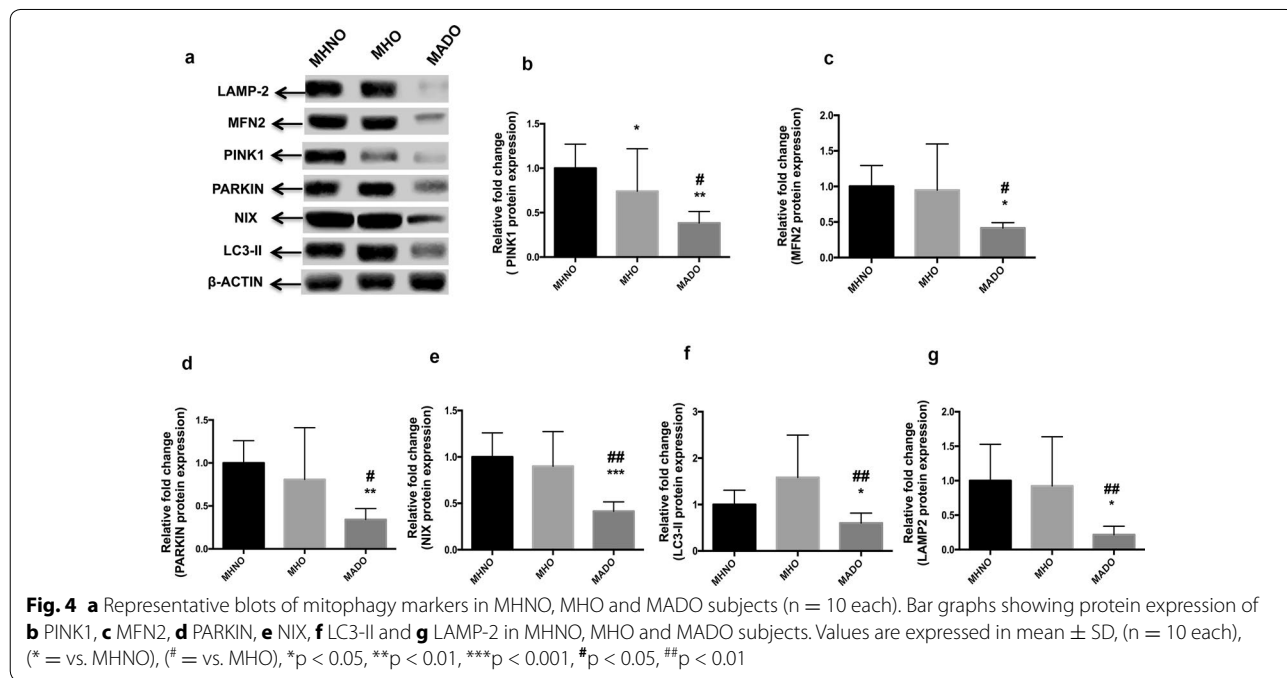 a
MHNO MHO MADO
LAMP-2
MFN2
PINK1
PARKIN
NIX
LC3-II
β-ACTIN
b
Relative fold change
( PINK1 protein expression)
1.5
1.0
0.5
0.0
*
#
**
MHNO MHO MADO
c
Relative fold change
(MFN2 protein expression)
2.0
1.5
1.0
0.5
0.0
#
*
MHNO MHO MADO
d
Relative fold change
(PARKIN protein expression)
1.5
1.0
0.5
0.0
#
**
MHNO MHO MADO
e
Relative fold change
(NIX protein expression)
1.5
1.0
0.5
0.0
##
***
MHNO MHO MADO
f
Relative fold change
(LC3-II protein expression)
3
2
1
0
##
*
MHNO MHO MADO
g
Relative fold change
(LAMP2 protein expression)
2.0
1.5
1.0
0.5
0.0
##
*
MHNO MHO MADO
Fig. 4 a Representative blots of mitophagy markers in MHNO, MHO and MADO subjects (n = 10 each). Bar graphs showing protein expression of
b PINK1, c MFN2, d PARKIN, e NIX, f LC3-II and g LAMP-2 in MHNO, MHO and MADO subjects. Values are expressed in mean ± SD, (n = 10 each),
(* = vs. MHNO), (# = vs. MHO), *p < 0.05, **p < 0.01, ***p < 0.001, #p < 0.05, ##p < 0.01